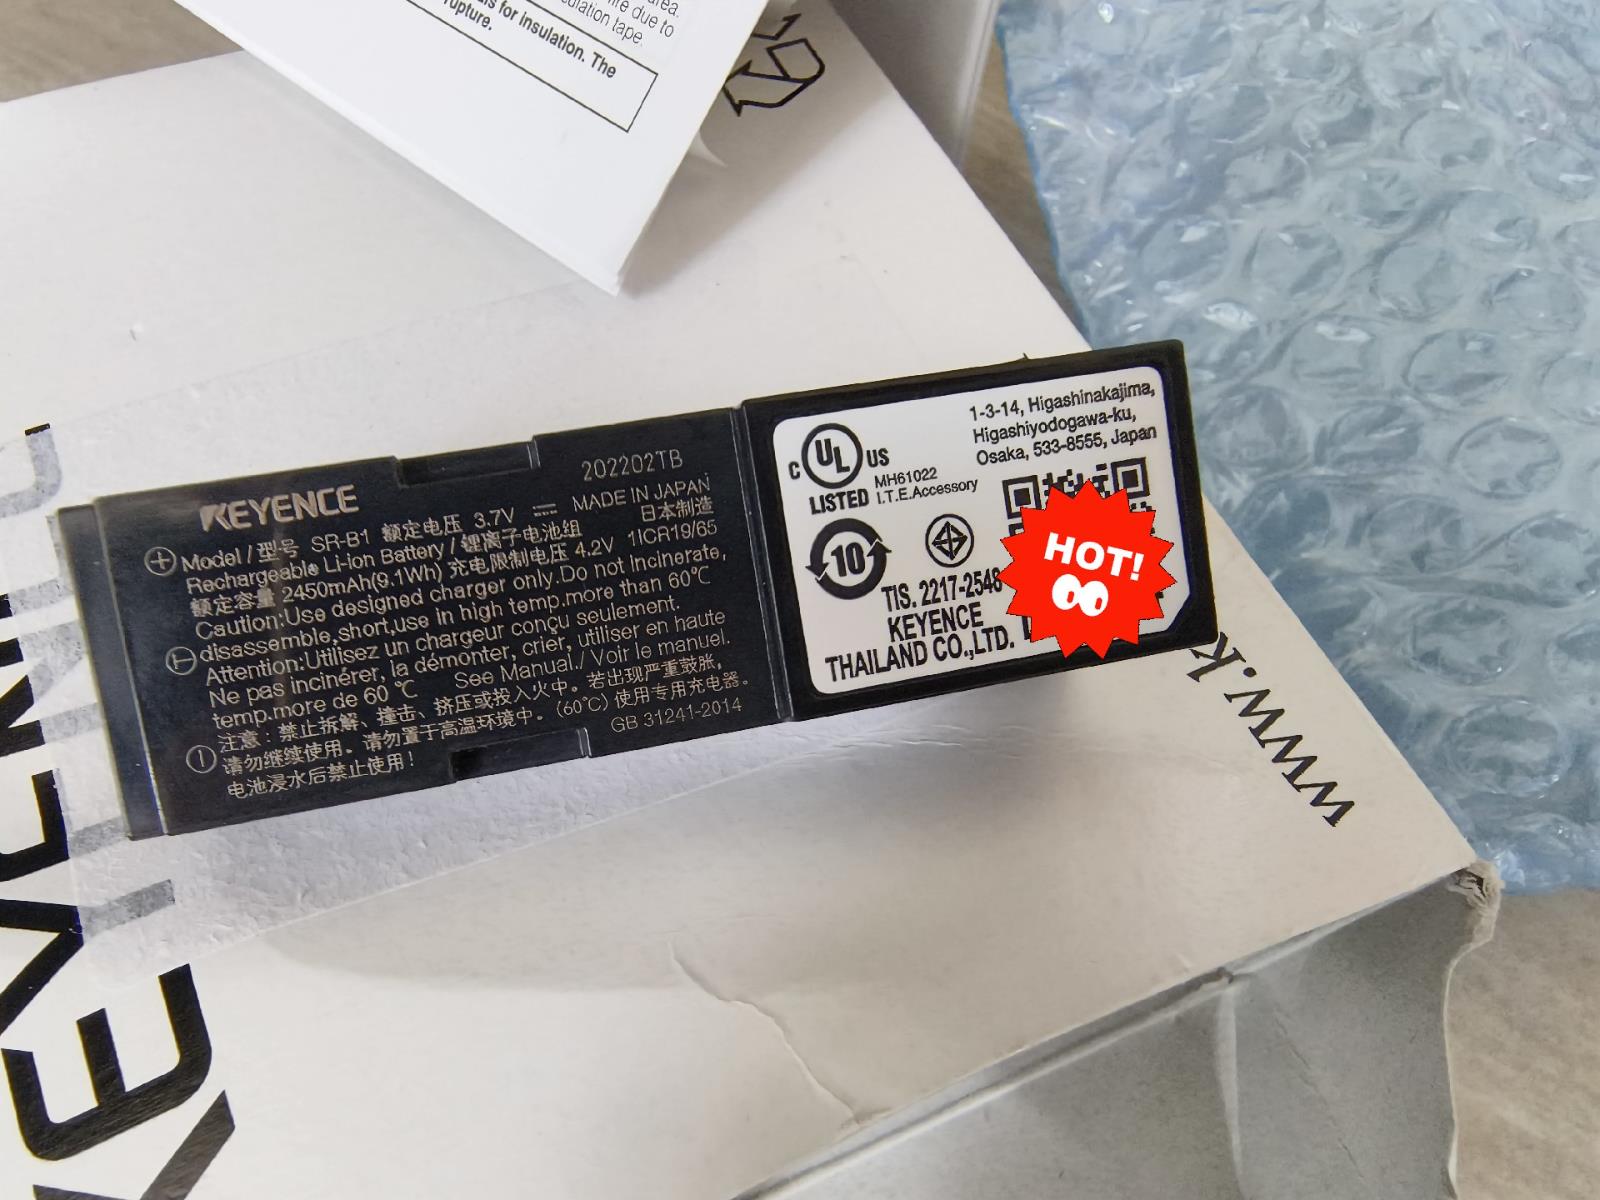 area.
ire due to
sulation tape
ls for insulation. The
rupture.
KEYENCE
202202TB
Model / 型号 SR-B1 额定电压 3.7V MADE IN JAPAN
Rechargeable Li-ion Battery / 锂离子电池组 日本制造
额定容量 2450mAh(9.1Wh) 充电限制电压 4.2V 1ICR19/65
Caution:Use designed charger only.Do not Incinerate,
disassemble,short,use in high temp.more than 60℃
Attention:Utilisez un chargeur conçu seulement.
Ne pas incinérer, la démonter, crier, utiliser en haute
temp.more de 60 ℃ See Manual./ Voir le manuel.
注意：禁止拆解、撞击、挤压或投入火中。若出现严重鼓胀，
请勿继续使用。请勿置于高温环境中。(60℃) 使用专用充电器。
电池浸水后禁止使用！
GB 31241-2014
C UL US
LISTED
MH61022
I.T.E.Accessory
1-3-14, Higashinakajima,
Higashiyodogawa-ku,
Osaka, 533-8555, Japan
10
TIS. 2217-2548
KEYENCE
THAILAND CO.,LTD.
HOT!
WWW.K
KEYENC